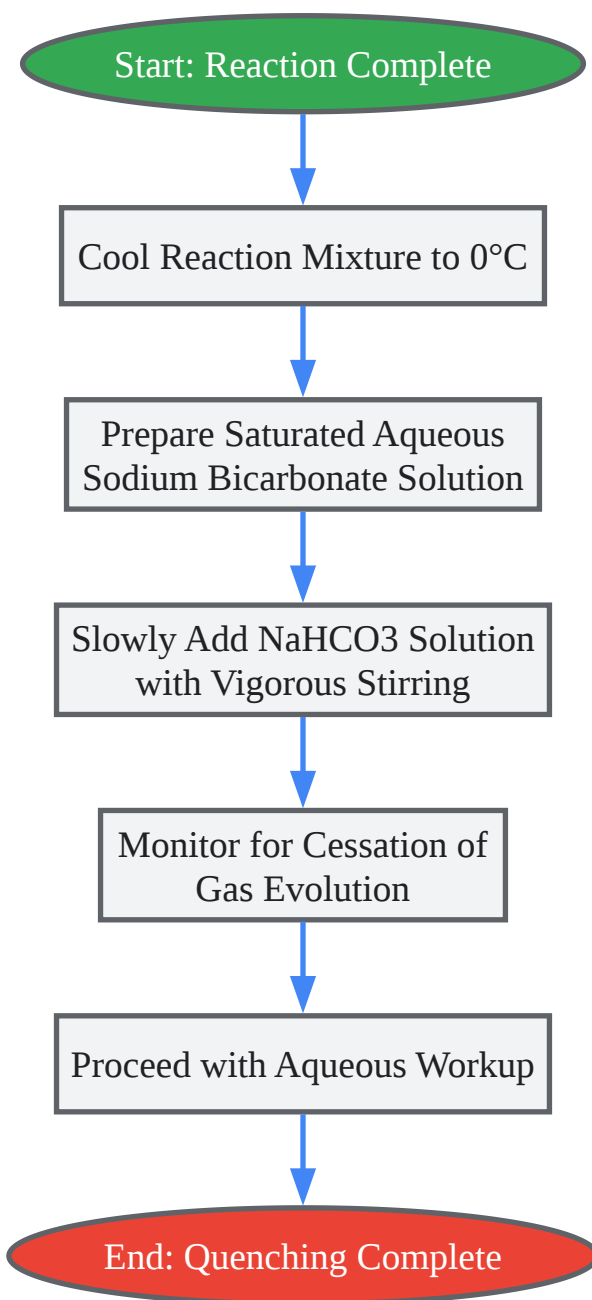 Start: Reaction Complete
Cool Reaction Mixture to 0°C
Prepare Saturated Aqueous
Sodium Bicarbonate Solution
Slowly Add NaHCO3 Solution
with Vigorous Stirring
Monitor for Cessation of
Gas Evolution
Proceed with Aqueous Workup
End: Quenching Complete